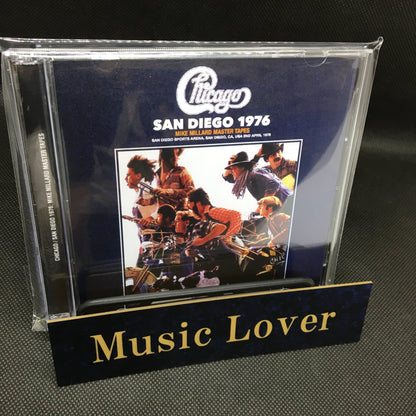 Chicago
SAN DIEGO 1976
MIKE MILLARD MASTER TAPES
SAN DIEGO SPORTS ARENA, SAN DIEGO, CA, USA 2ND APRIL 1976
CHICAGO : SAN DIEGO 1976: MIKE MILLARD MASTER TAPES
Music Lover